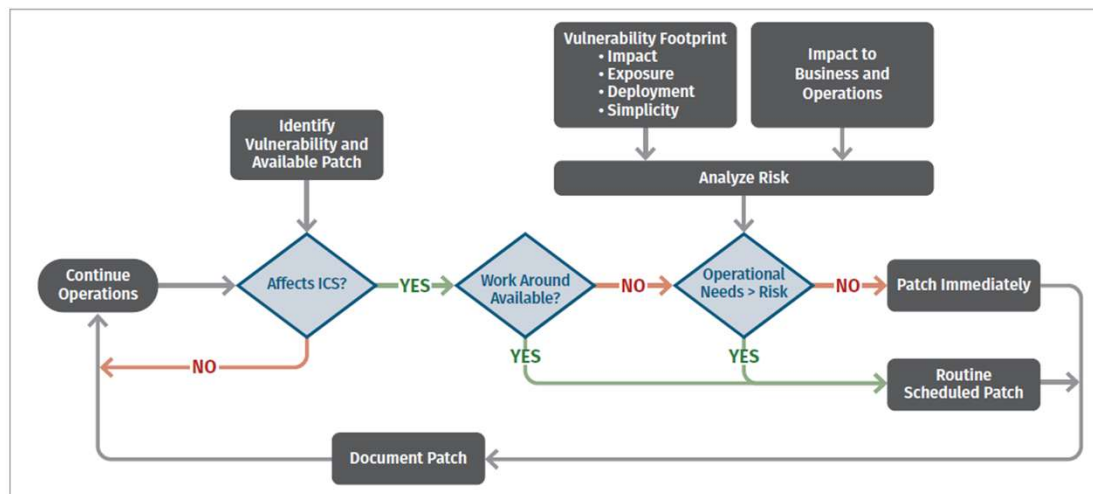 Vulnerability Footprint
• Impact
• Exposure
• Deployment
• Simplicity
Impact to
Business and
Operations
Identify
Vulnerability and
Available Patch
Analyze Risk
Continue
Operations
Affects ICS?
YES
Work Around
Available?
NO
Operational
Needs > Risk
NO
Patch Immediately
NO
YES
YES
Routine
Scheduled Patch
Document Patch